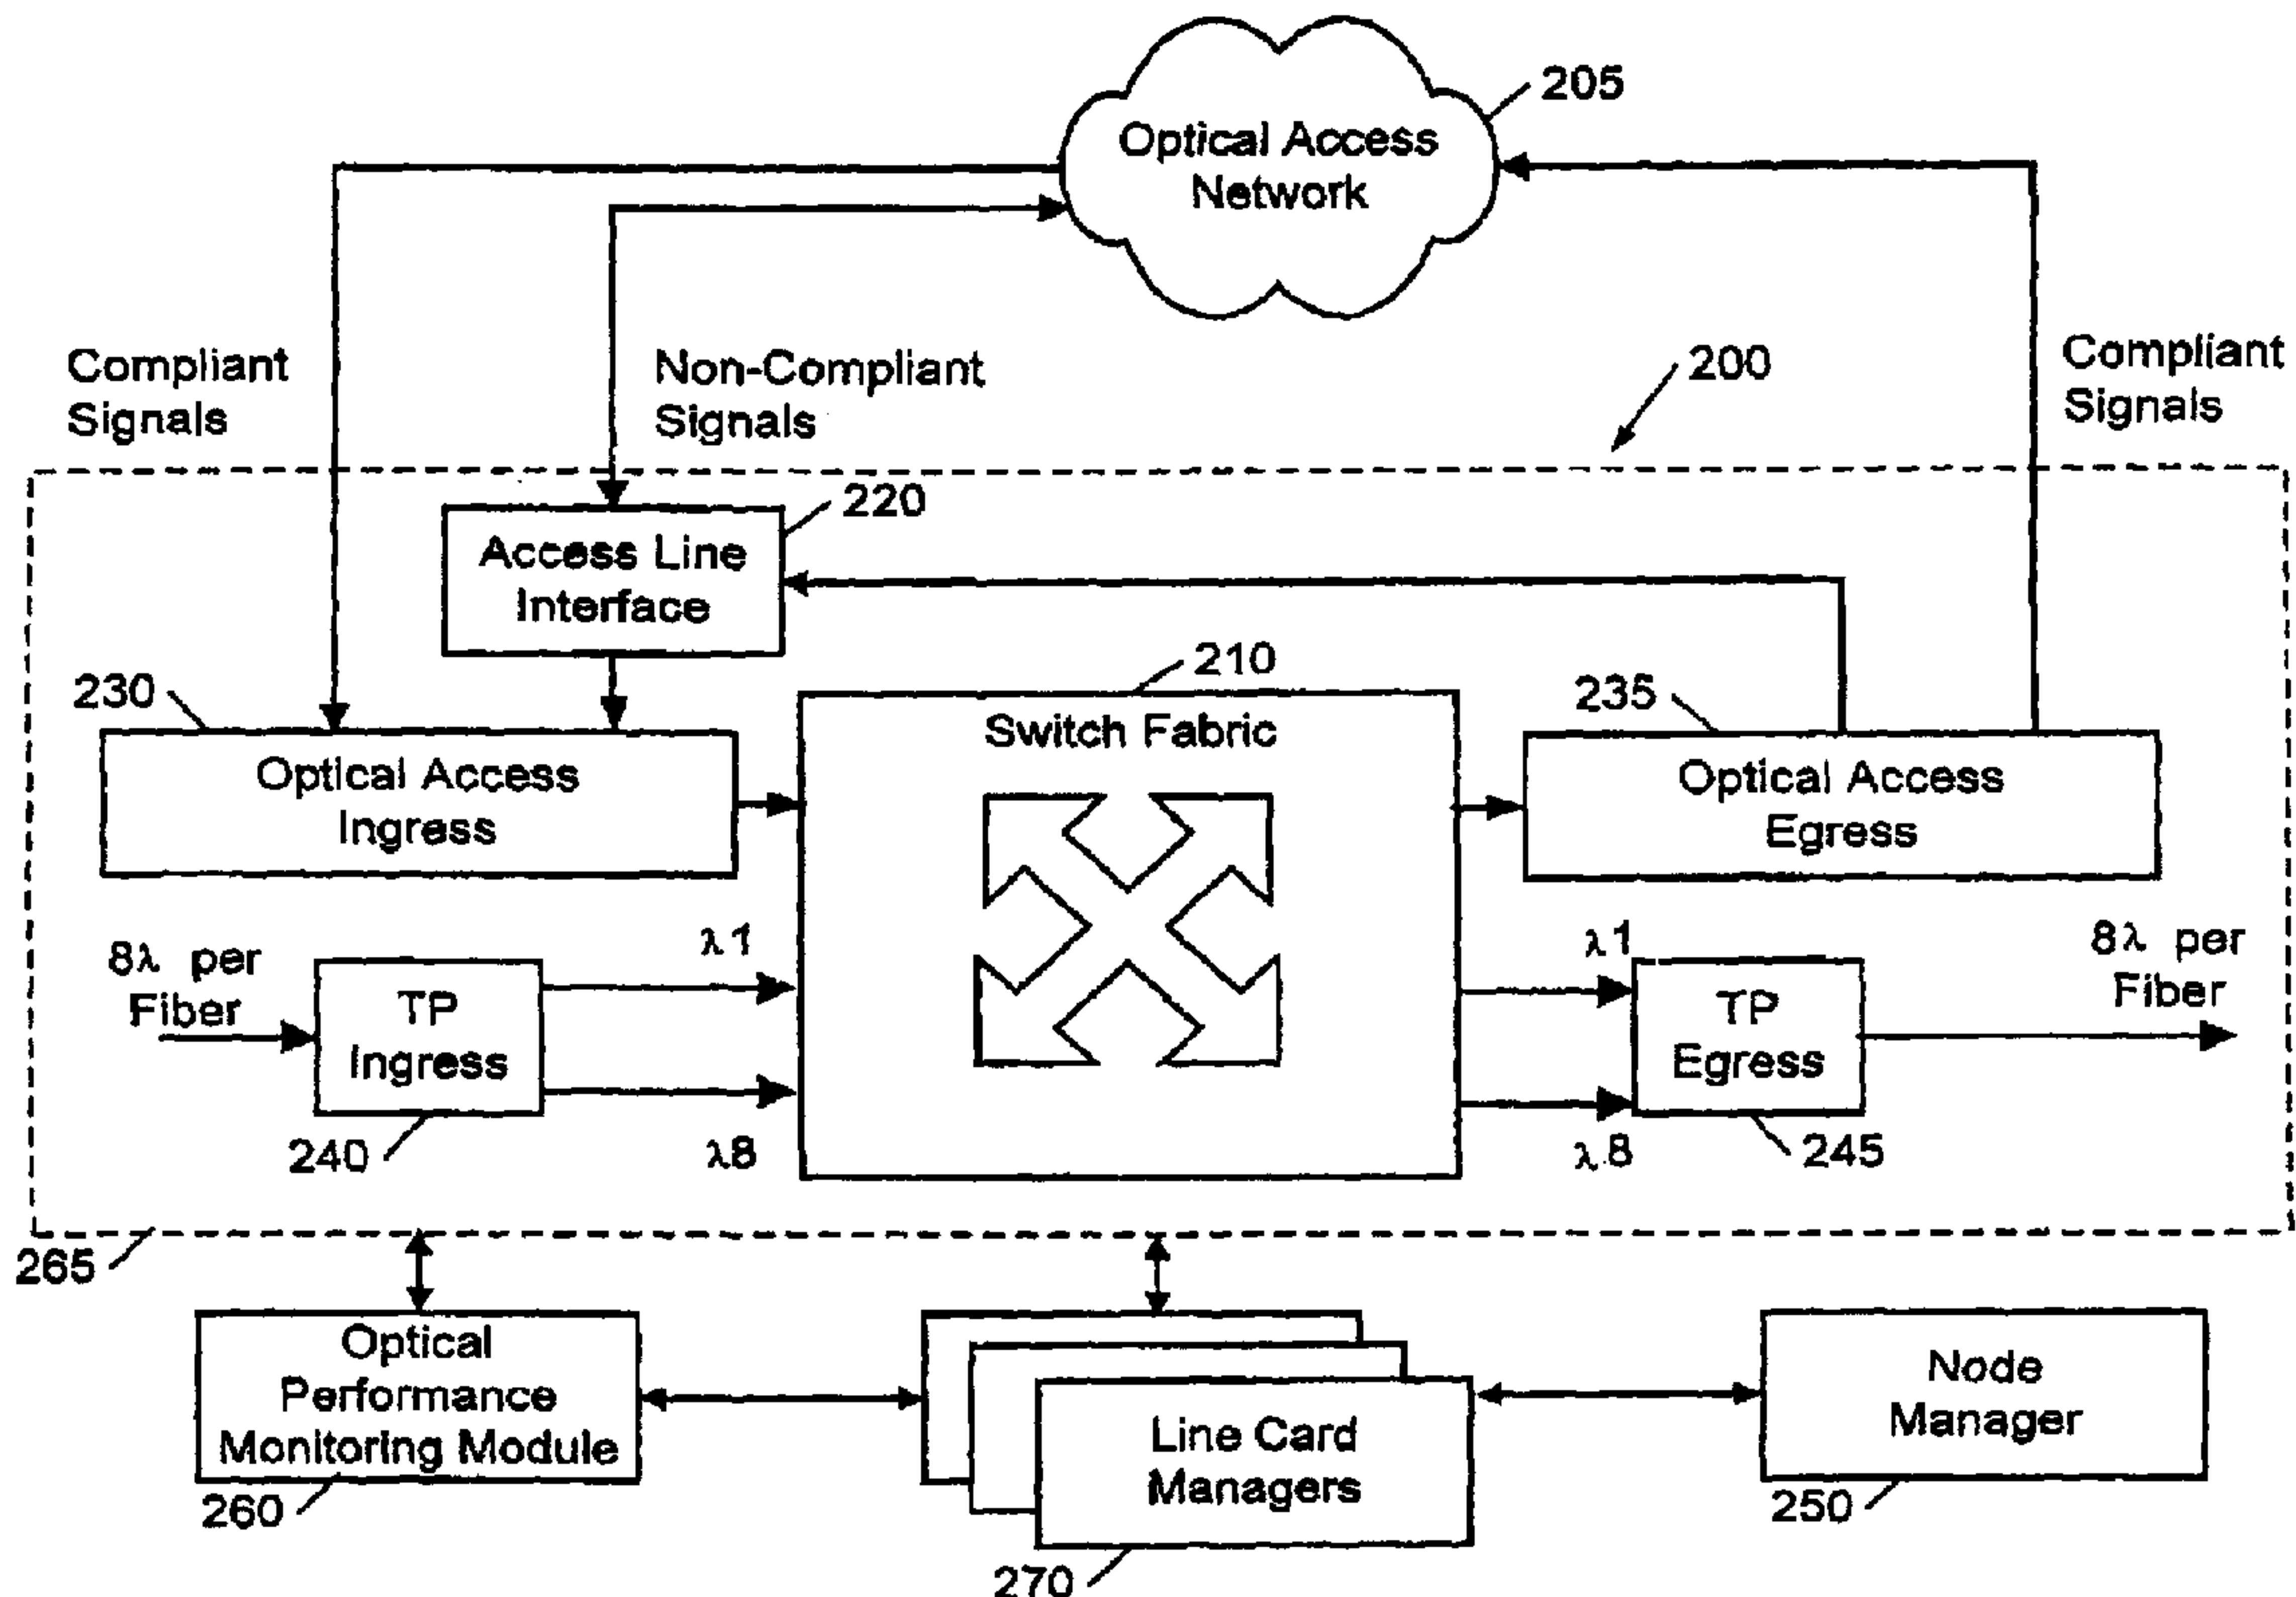 205
Optical Access
Network
Compliant
Signals
Non-Compliant
Signals
200
Compliant
Signals
220
Access Line
Interface
230
210
235
Optical Access
Ingress
Switch Fabric
Optical Access
Egress
8λ per
Fiber
TP
Ingress
λ1
λ8
240
λ1
λ8
TP
Egress
245
8λ per
Fiber
265
Optical
Performance
Monitoring Module
260
Line Card
Managers
270
Node
Manager
250